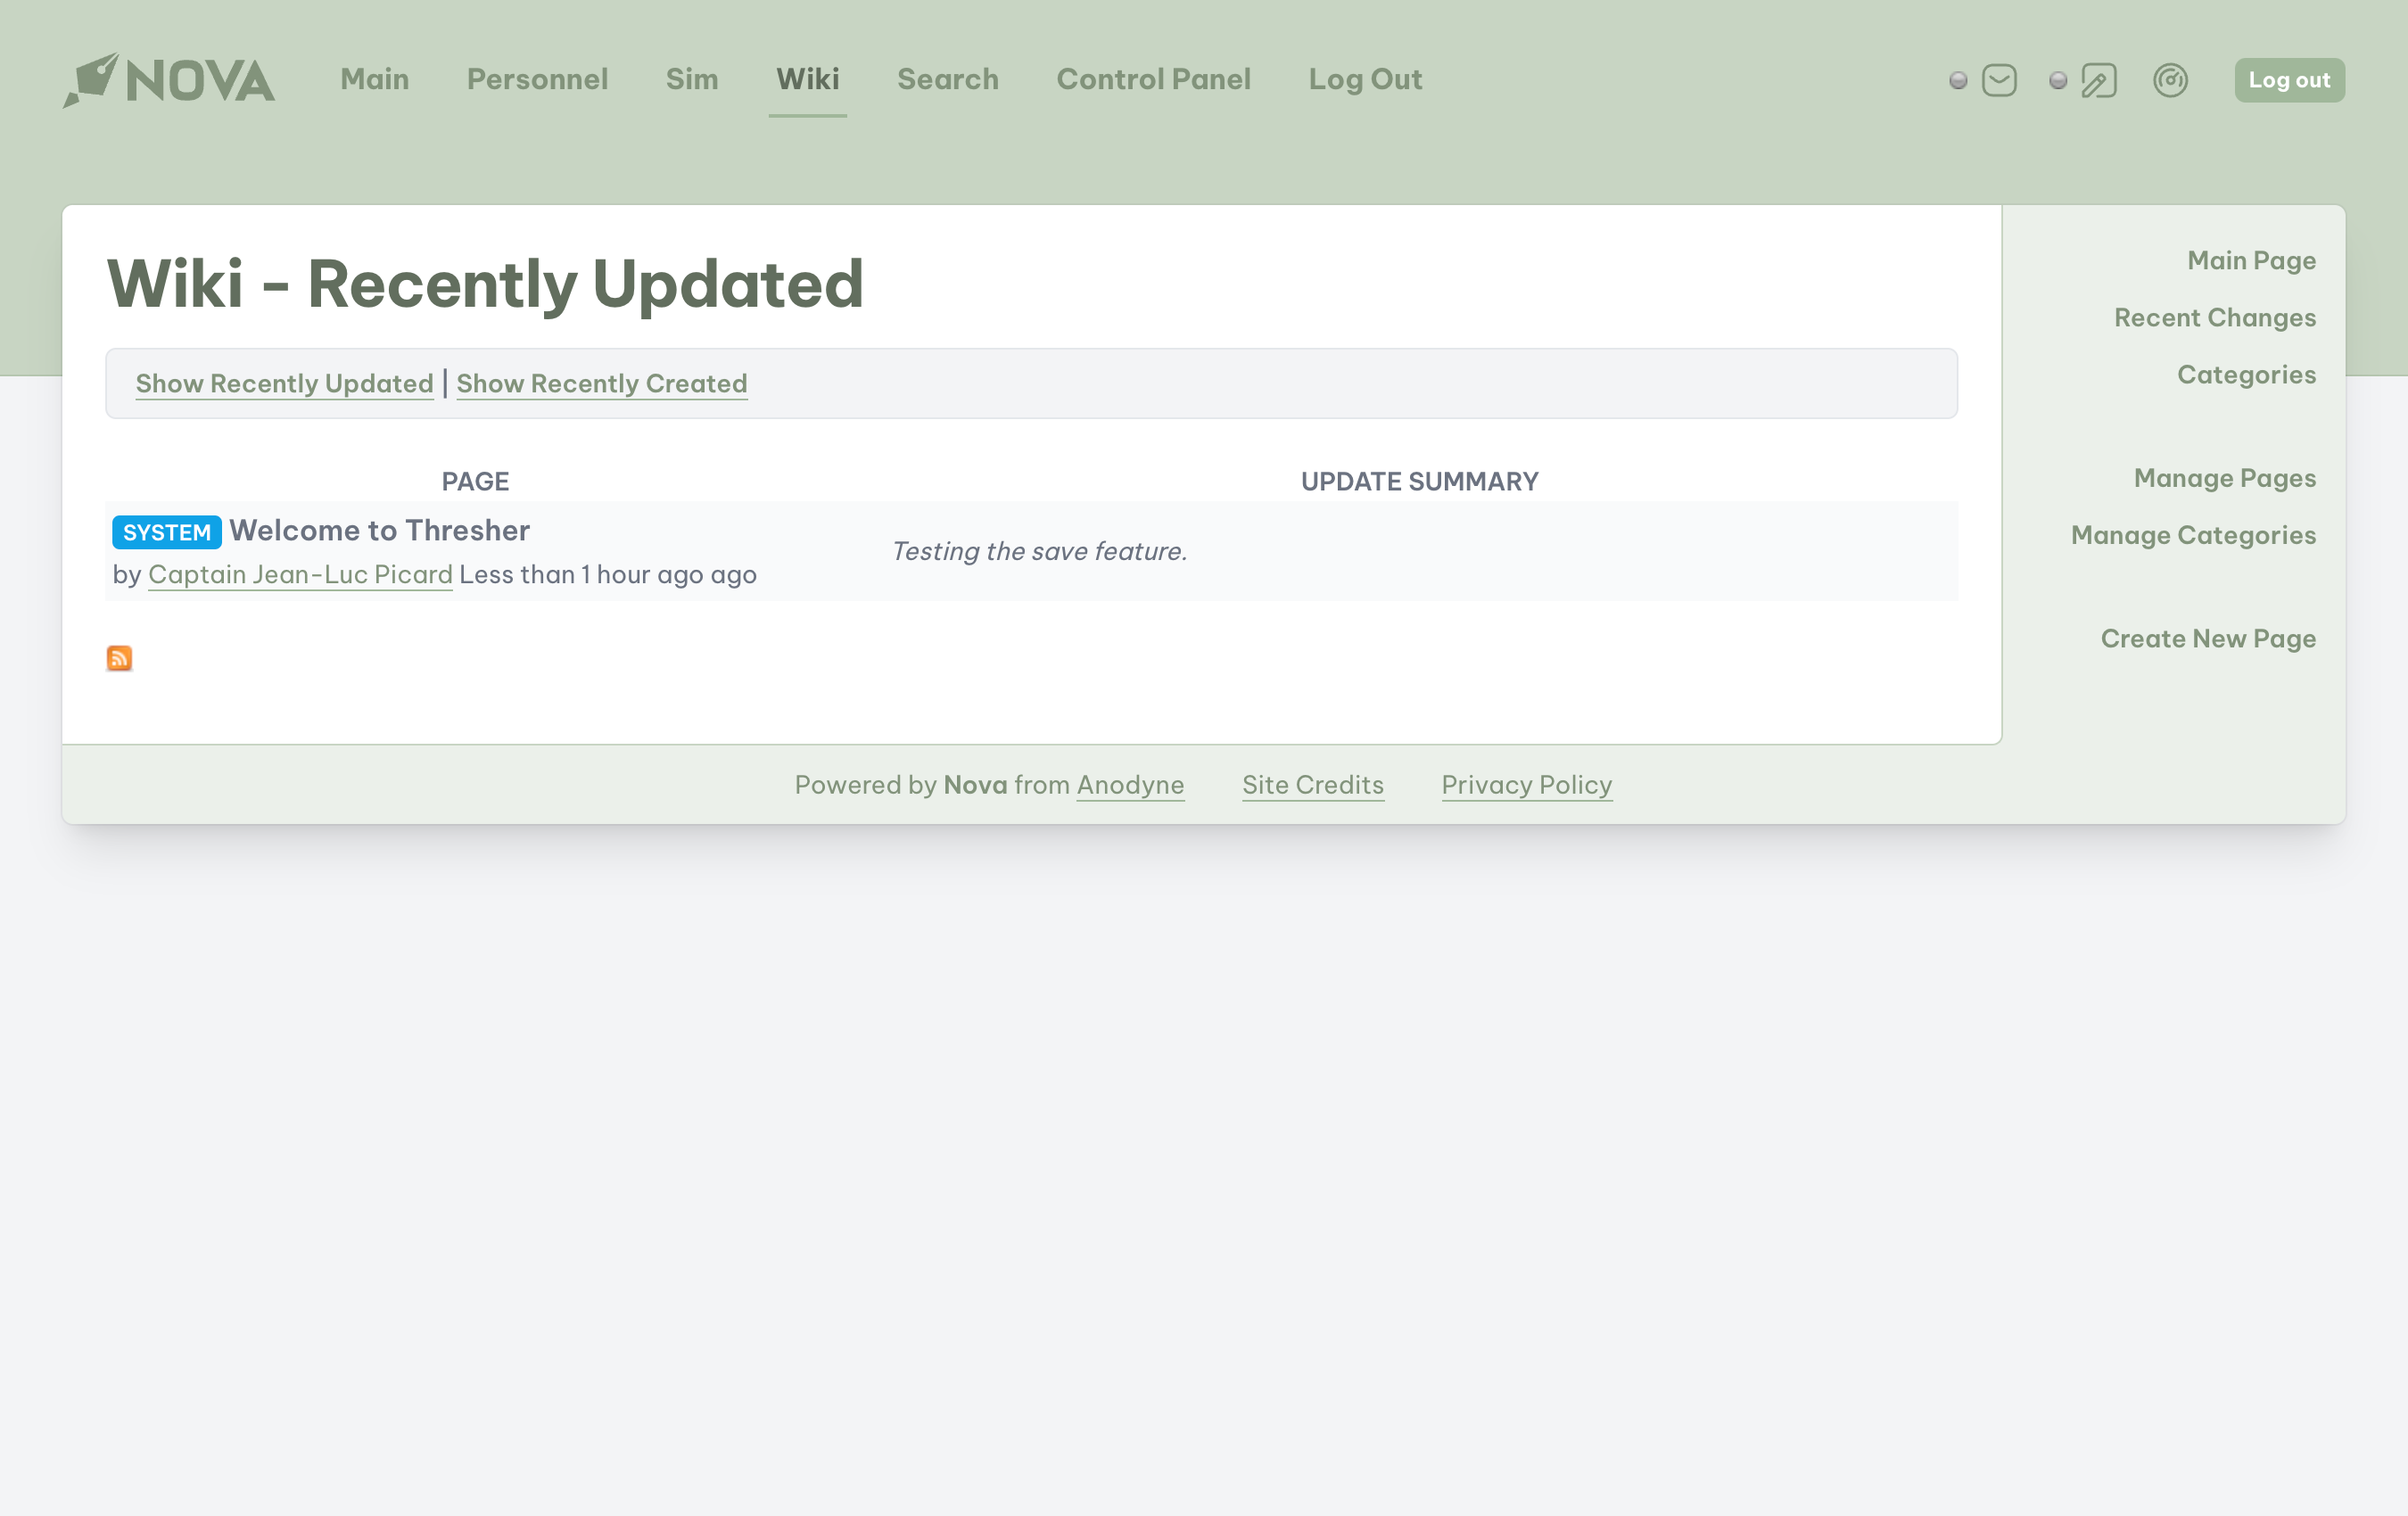 NOVA Main Personnel Sim Wiki Search Control Panel Log Out Log out
Wiki - Recently Updated
Show Recently Updated | Show Recently Created
PAGE UPDATE SUMMARY
SYSTEM Welcome to Thresher
by Captain Jean-Luc Picard Less than 1 hour ago ago
Testing the save feature.
Main Page
Recent Changes
Categories
Manage Pages
Manage Categories
Create New Page
Powered by Nova from Anodyne Site Credits Privacy Policy